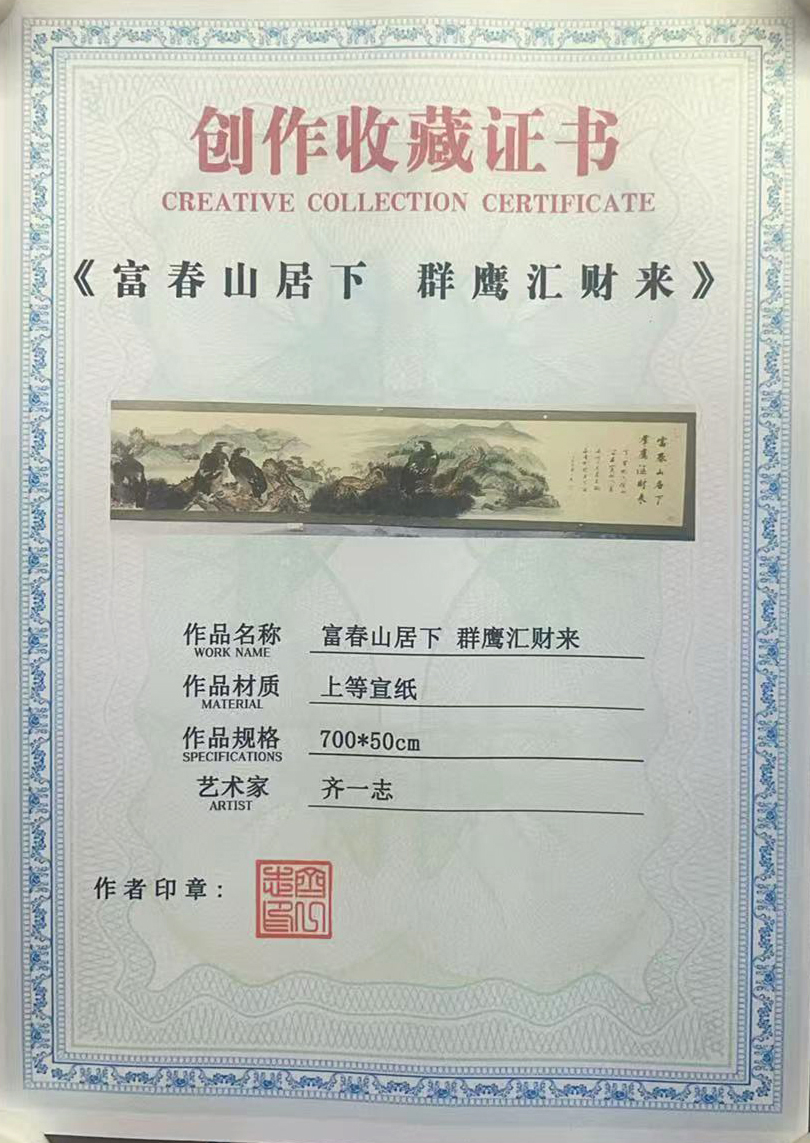 创作收藏证书
CREATIVE COLLECTION CERTIFICATE
《富春山居下 群鹰汇财来》
富春山居下
群鹰汇财来
作品名称 富春山居下 群鹰汇财来
WORK NAME
作品材质 上等宣纸
MATERIAL
作品规格 700*50cm
SPECIFICATIONS
艺术家 齐一志
ARTIST
作者印章：